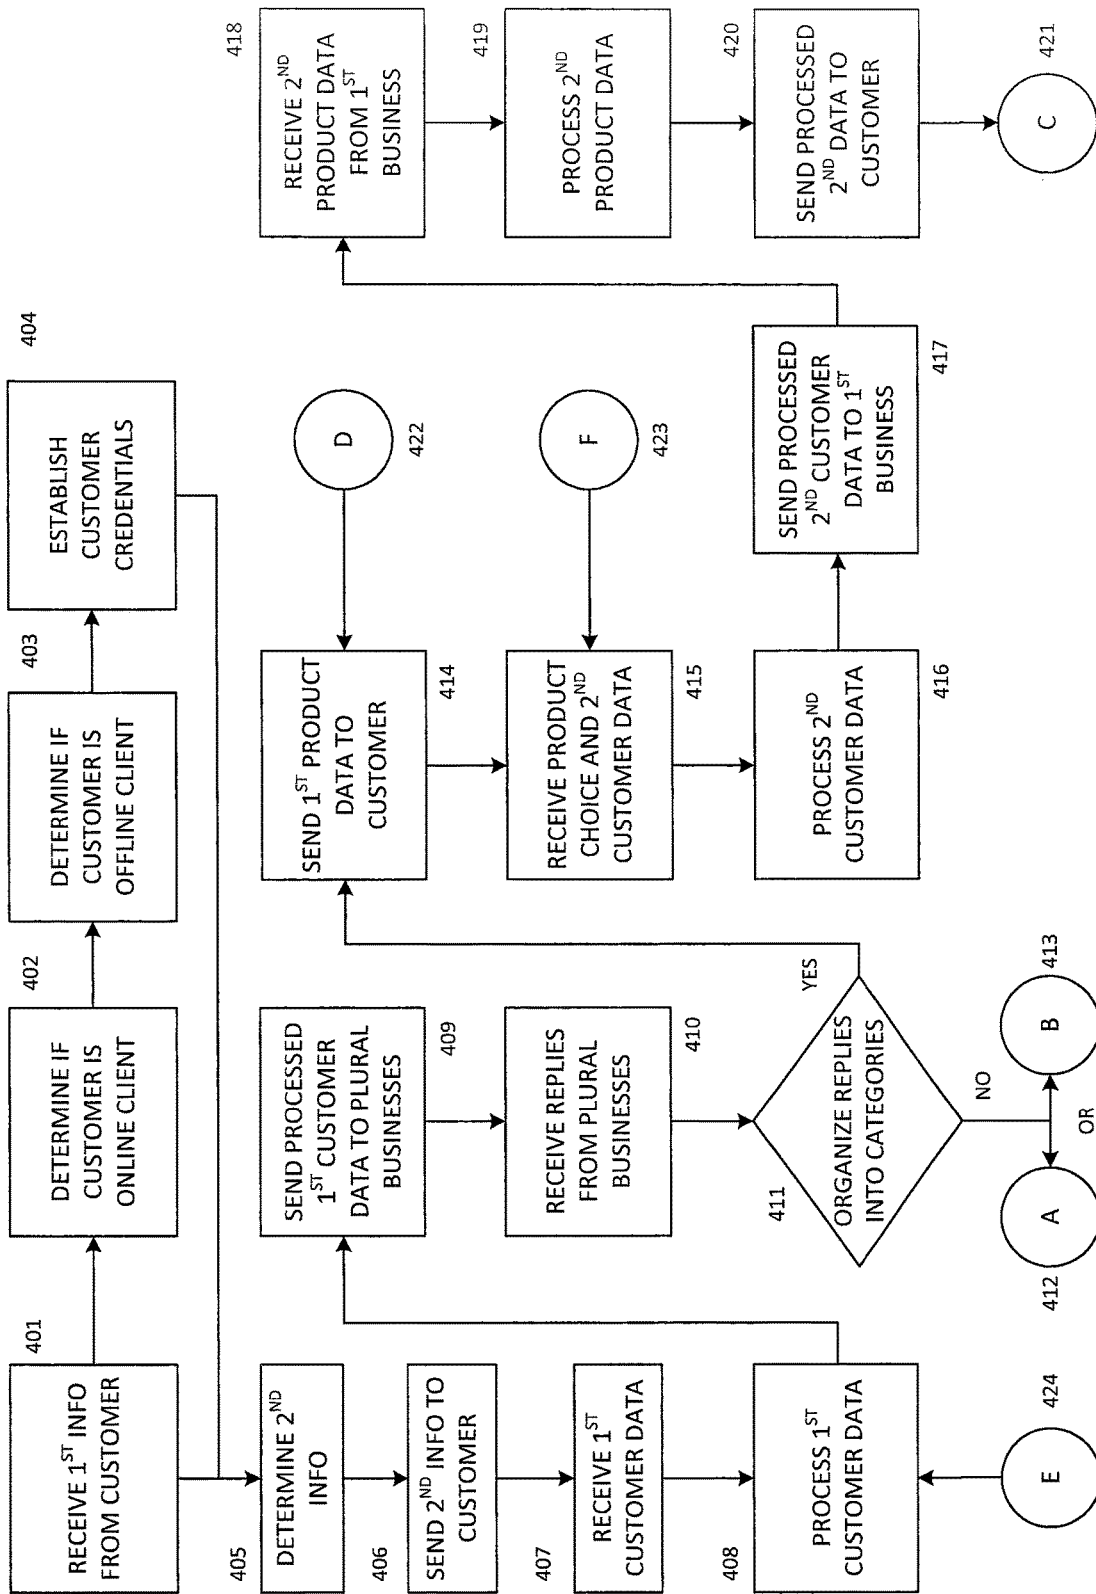 401
RECEIVE 1ST INFO
FROM CUSTOMER
402
DETERMINE IF
CUSTOMER IS
ONLINE CLIENT
403
DETERMINE IF
CUSTOMER IS
OFFLINE CLIENT
404
ESTABLISH
CUSTOMER
CREDENTIALS
405
DETERMINE 2ND
INFO
406
SEND 2ND INFO TO
CUSTOMER
407
RECEIVE 1ST
CUSTOMER DATA
408
PROCESS 1ST
CUSTOMER DATA
E
424
SEND PROCESSED
1ST CUSTOMER
DATA TO PLURAL
BUSINESSES
409
RECEIVE REPLIES
FROM PLURAL
BUSINESSES
410
411
ORGANIZE REPLIES
INTO CATEGORIES
YES
NO
OR
A
412
B
413
SEND 1ST PRODUCT
DATA TO
CUSTOMER
414
D
422
RECEIVE PRODUCT
CHOICE AND 2ND
CUSTOMER DATA
415
F
423
PROCESS 2ND
CUSTOMER DATA
416
SEND PROCESSED
2ND CUSTOMER
DATA TO 1ST
BUSINESS
417
418
RECEIVE 2ND
PRODUCT DATA
FROM 1ST
BUSINESS
419
PROCESS 2ND
PRODUCT DATA
420
SEND PROCESSED
2ND DATA TO
CUSTOMER
421
C